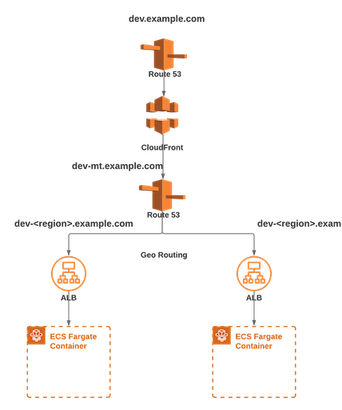 dev.example.com
Route 53
CloudFront
dev-mt.example.com
Route 53
dev-<region>.example.com
dev-<region>.exam
Geo Routing
ALB
ALB
ECS Fargate
Container
ECS Fargate
Container